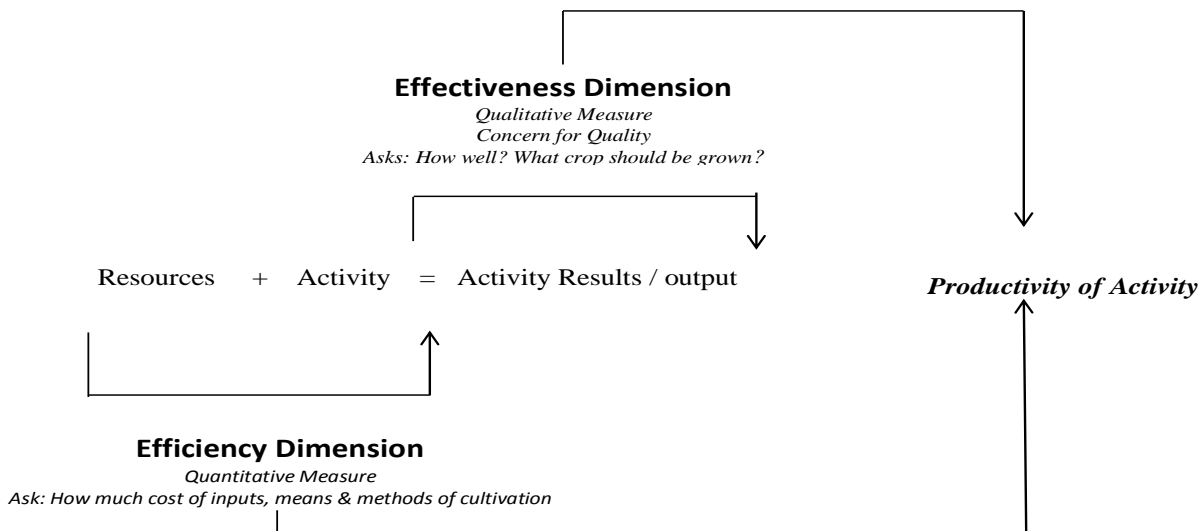 Effectiveness Dimension
Qualitative Measure
Concern for Quality
Asks: How well? What crop should be grown?
Resources + Activity = Activity Results / output
Productivity of Activity
Efficiency Dimension
Quantitative Measure
Ask: How much cost of inputs, means & methods of cultivation